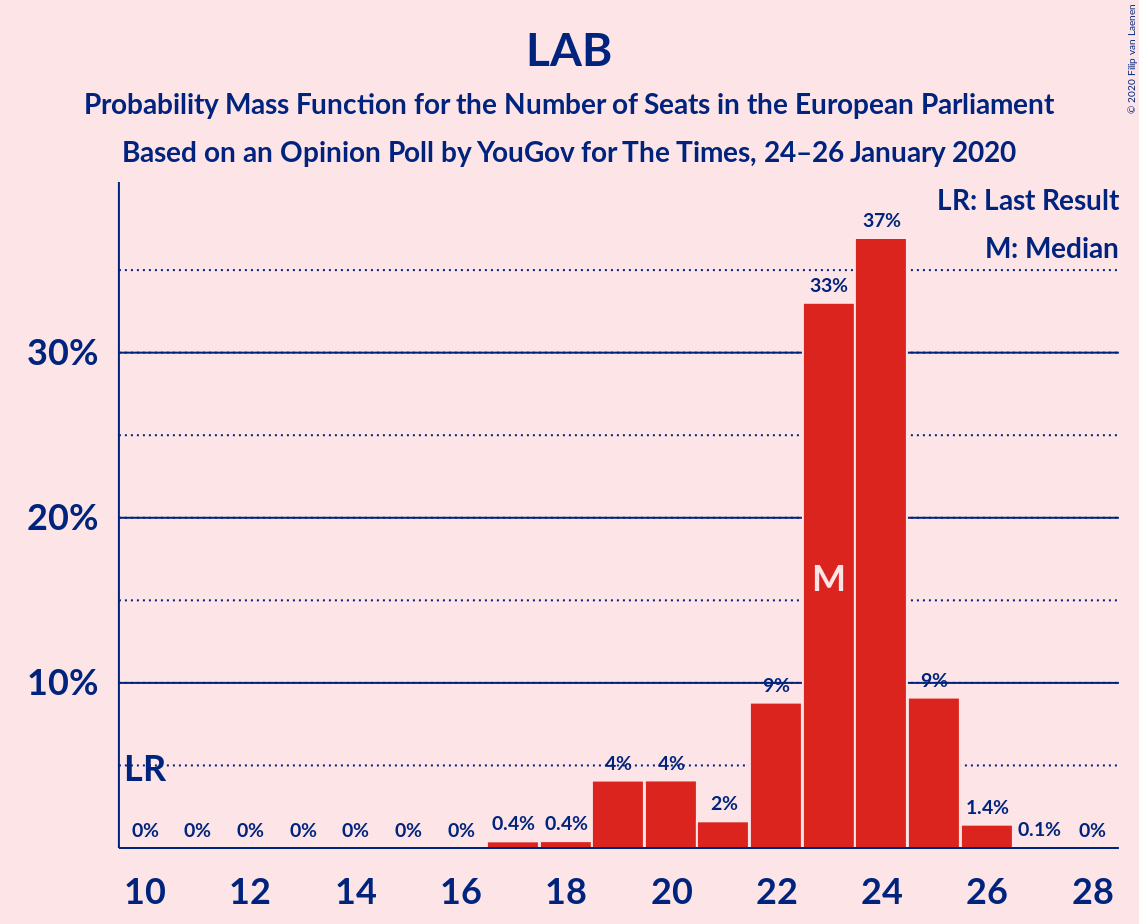 LAB
Probability Mass Function for the Number of Seats in the European Parliament
Based on an Opinion Poll by YouGov for The Times, 24–26 January 2020
© 2020 Filip van Laenen
LR: Last Result
M: Median
37%
33%
30%
20%
M
10%
9%
9%
LR
4%
4%
2%
1.4%
0% 0% 0% 0% 0% 0% 0% 0.4% 0.4% 0.1% 0%
10 12 14 16 18 20 22 24 26 28